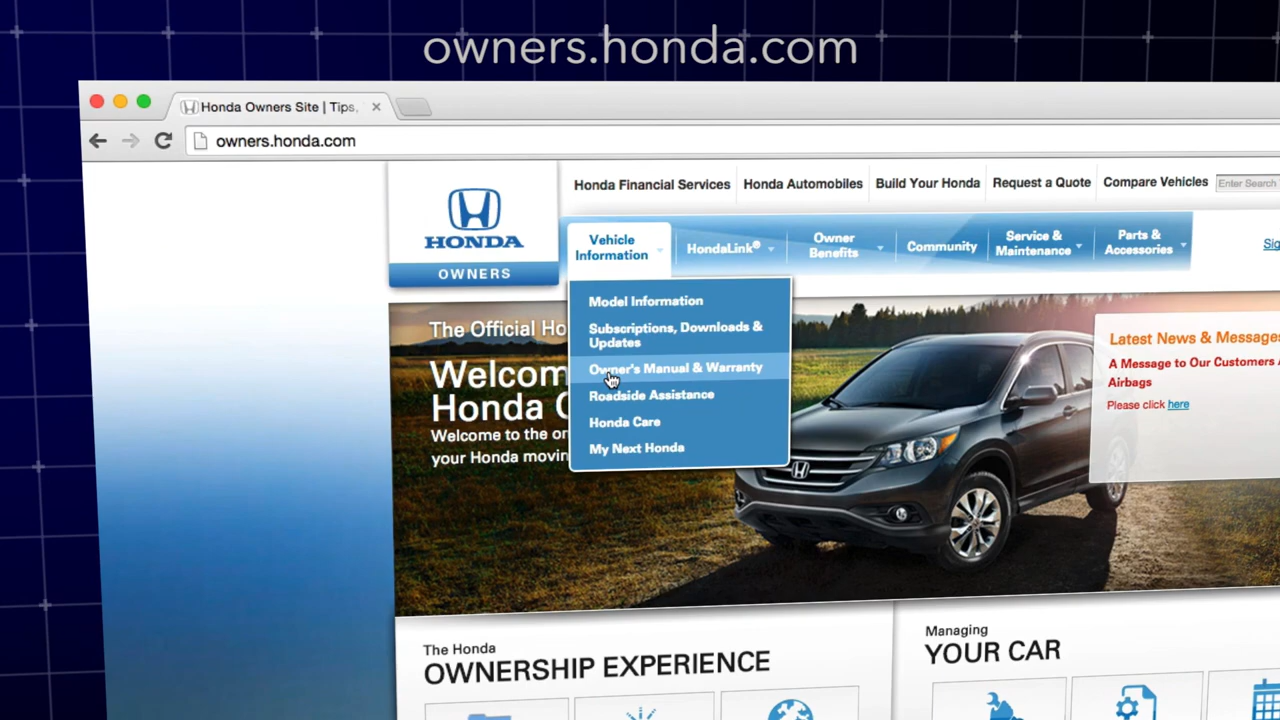 owners.honda.com
Honda Owners Site | Tips,
owners.honda.com
Honda Financial Services
Honda Automobiles
Build Your Honda
Request a Quote
Compare Vehicles
Enter Search
HONDA
OWNERS
Vehicle
Information
HondaLink®
Owner
Benefits
Community
Service &
Maintenance
Parts &
Accessories
Model Information
Subscriptions, Downloads &
Updates
Owner's Manual & Warranty
Roadside Assistance
Honda Care
My Next Honda
The Official Ho
Welcom
Honda
Welcome to the
your Honda
Latest News & Messages
A Message to Our Customers
Airbags
Please click here
The Honda
OWNERSHIP EXPERIENCE
Managing
YOUR CAR